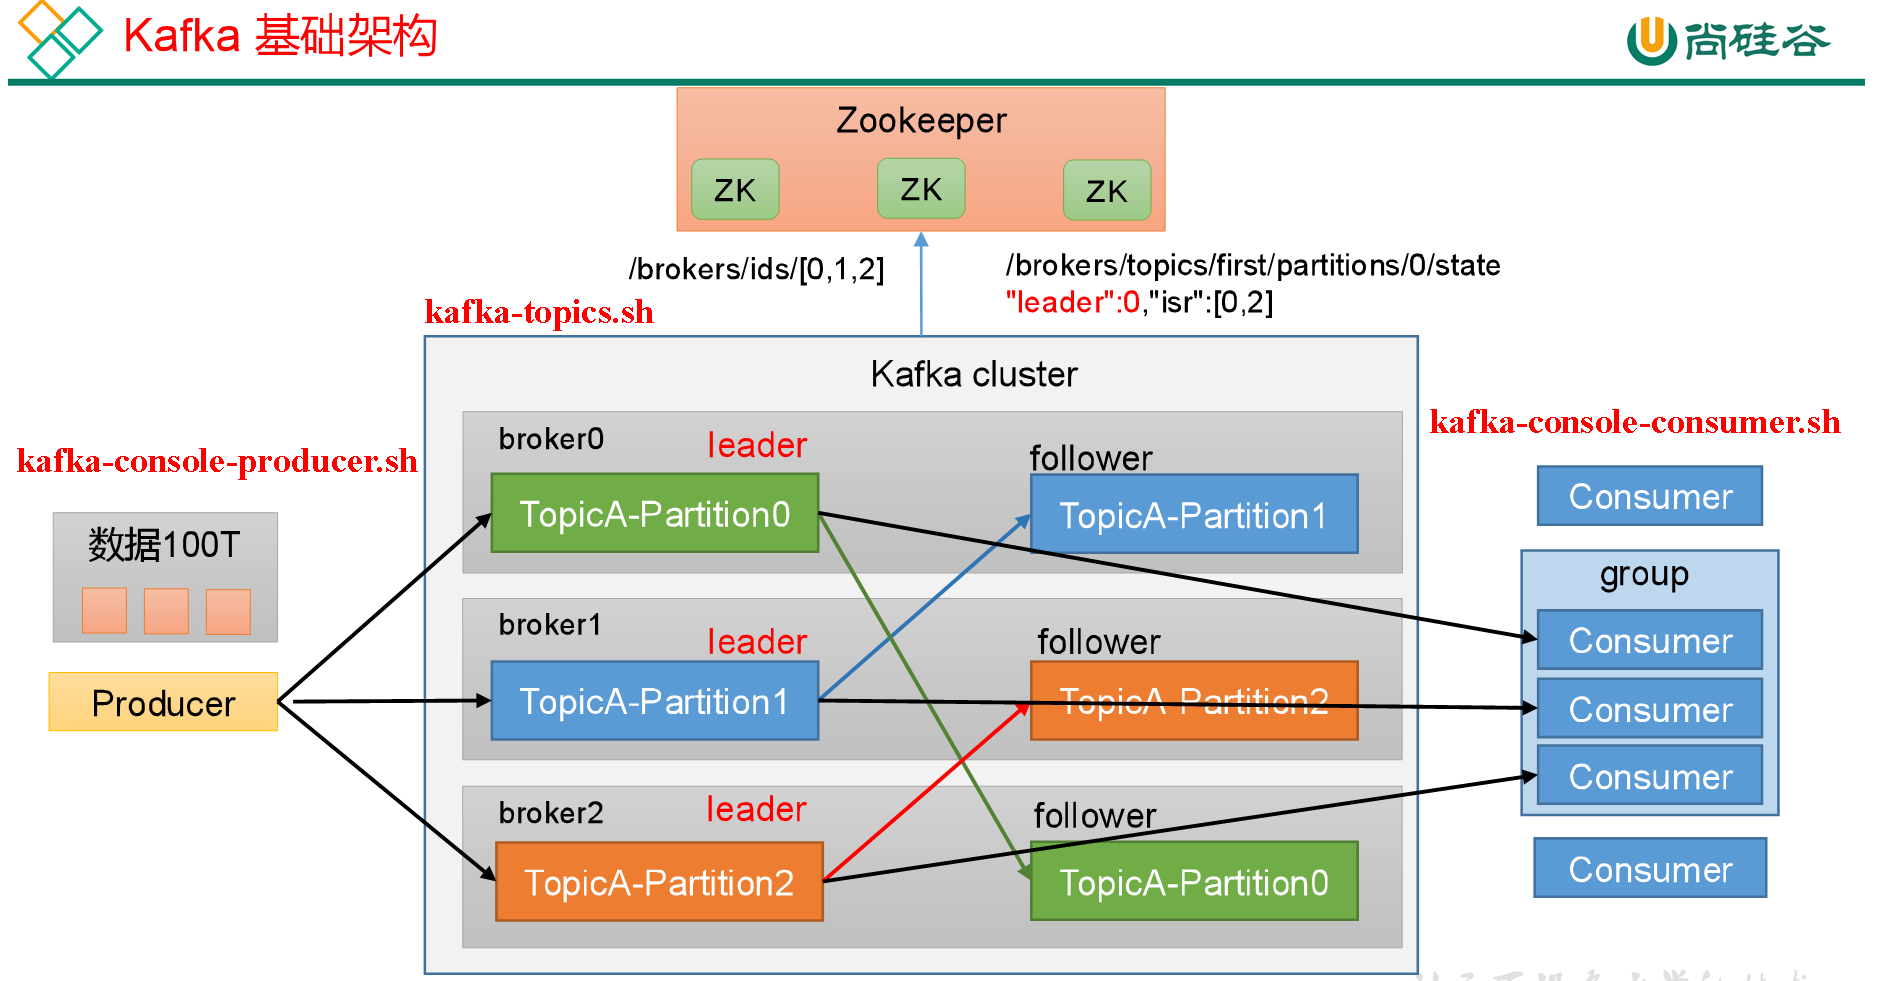 Kafka 基础架构
尚硅谷
Zookeeper
ZK
ZK
ZK
/brokers/ids/[0,1,2]
/brokers/topics/first/partitions/0/state
"leader":0,"isr":[0,2]
kafka-topics.sh
Kafka cluster
kafka-console-producer.sh
kafka-console-consumer.sh
数据100T
Producer
broker0
leader
follower
TopicA-Partition0
TopicA-Partition1
broker1
leader
follower
TopicA-Partition1
TopicA-Partition2
broker2
leader
follower
TopicA-Partition2
TopicA-Partition0
Consumer
group
Consumer
Consumer
Consumer
Consumer